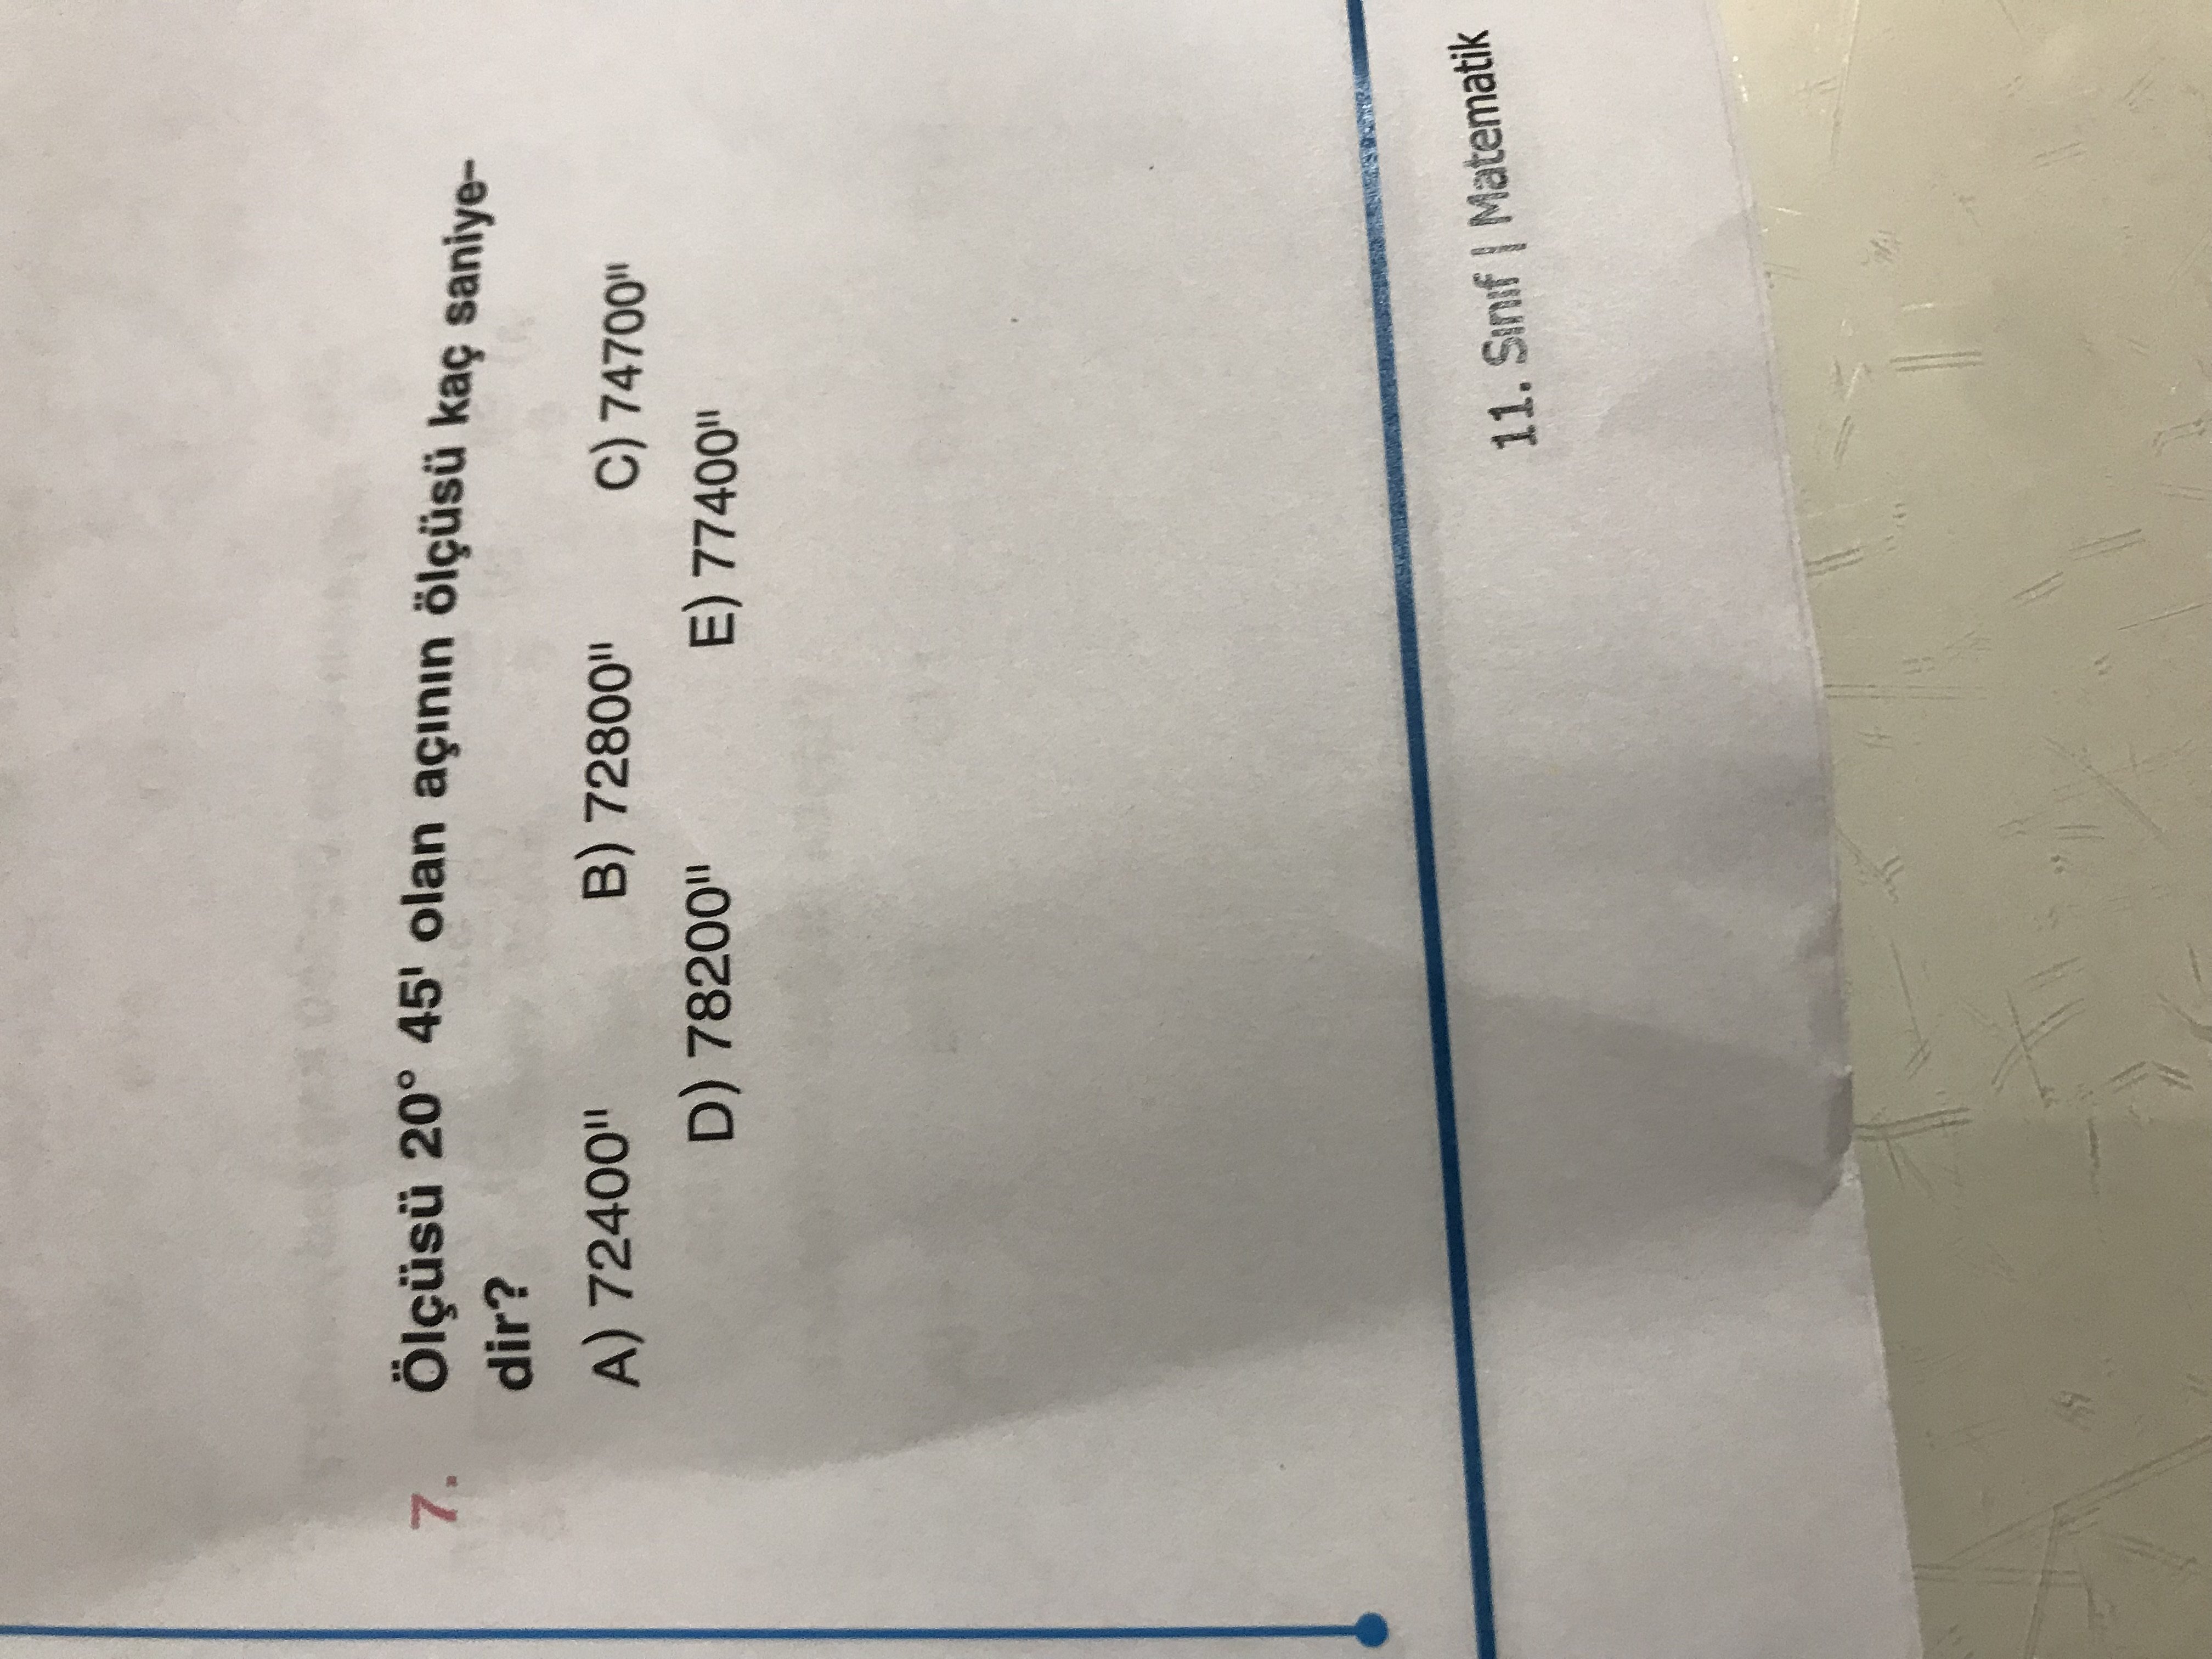 7. Ölçüsü 20° 45' olan açının ölçüsü kaç saniye-
dir?
A) 72400" B) 72800" C) 74700"
D) 78200" E) 77400"
11. Sınıf | Matematik